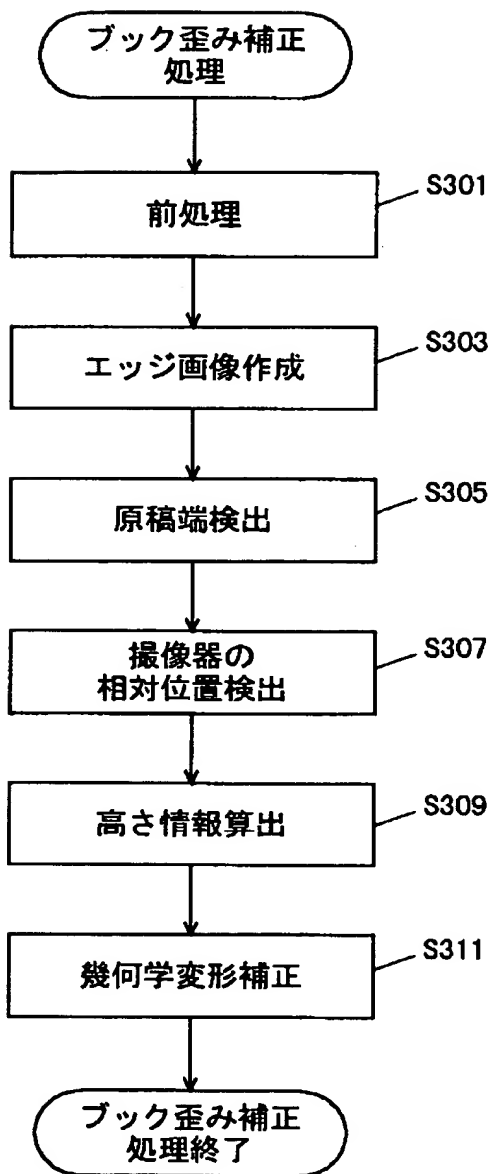 ブック歪み補正
処理
S301
前処理
S303
エッジ画像作成
S305
原稿端検出
S307
撮像器の
相対位置検出
S309
高さ情報算出
S311
幾何学変形補正
ブック歪み補正
処理終了